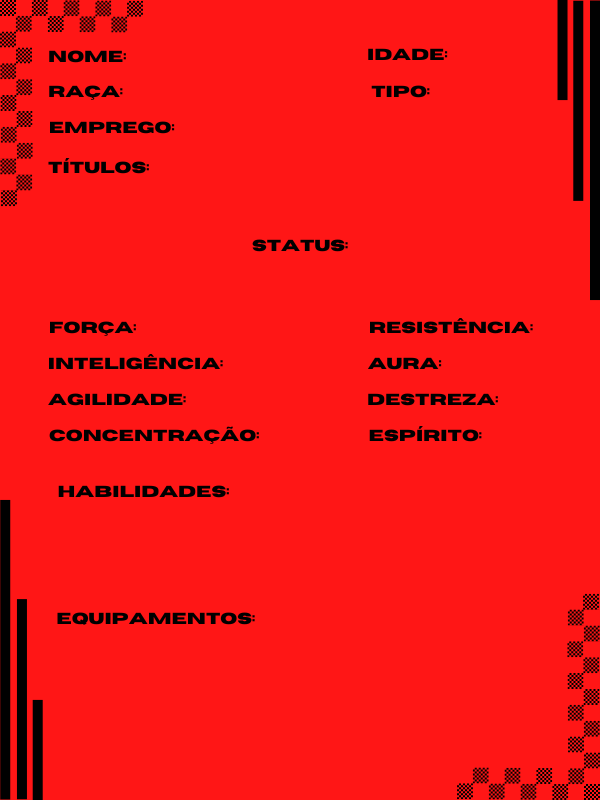 NOME: IDADE:
RAÇA: TIPO:
EMPREGO:
TÍTULOS:
STATUS:
FORÇA: RESISTÊNCIA:
INTELIGÊNCIA: AURA:
AGILIDADE: DESTREZA:
CONCENTRAÇÃO: ESPÍRITO:
HABILIDADES:
EQUIPAMENTOS: